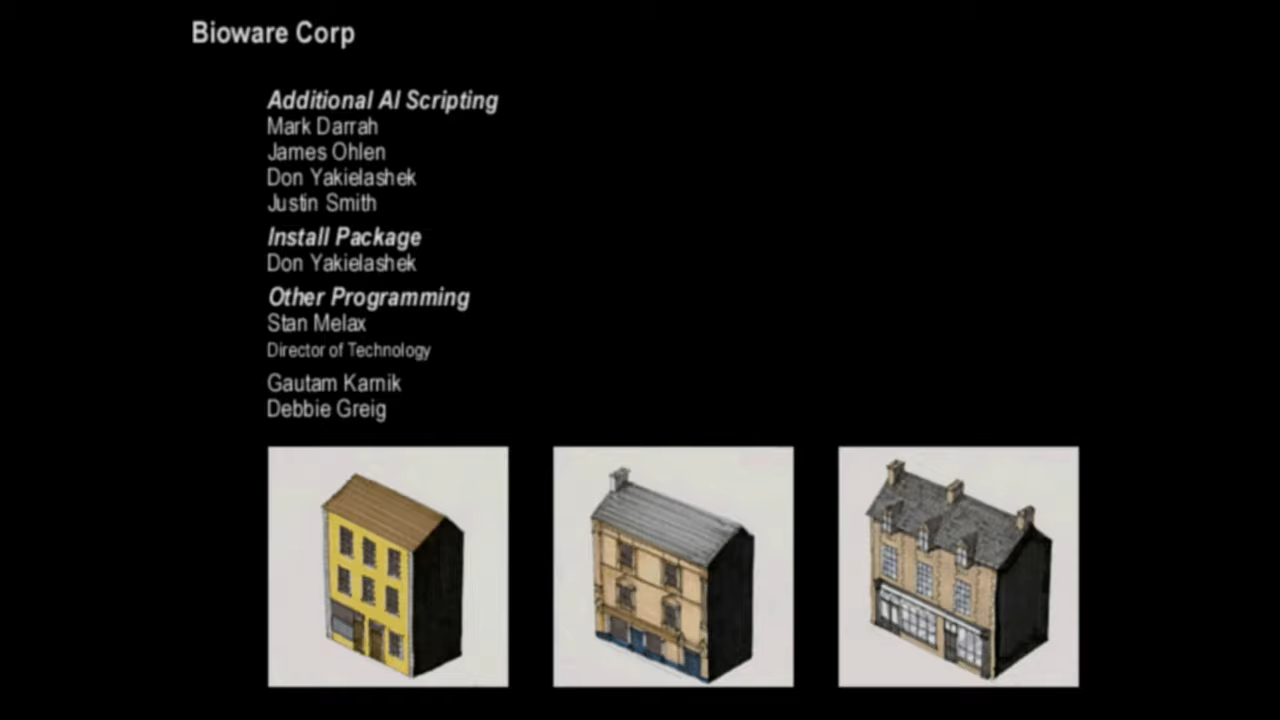 Bioware Corp
Additional AI Scripting
Mark Darrah
James Ohlen
Don Yakielashek
Justin Smith
Install Package
Don Yakielashek
Other Programming
Stan Melax
Director of Technology
Gautam Karnik
Debbie Greig